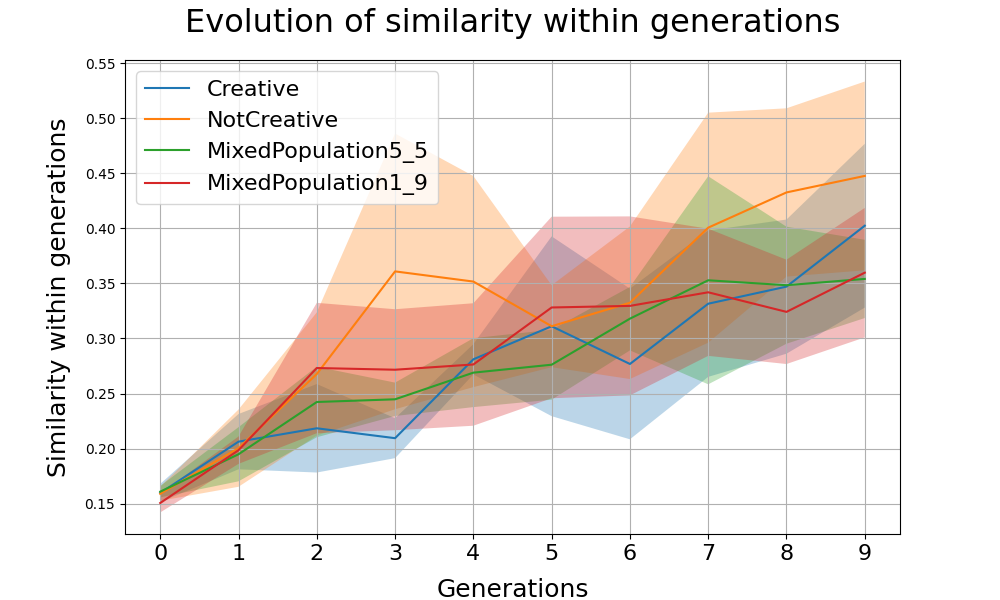 Evolution of similarity within generations
Creative
NotCreative
MixedPopulation5_5
MixedPopulation1_9
Similarity within generations
0.55
0.50
0.45
0.40
0.35
0.30
0.25
0.20
0.15
0 1 2 3 4 5 6 7 8 9
Generations